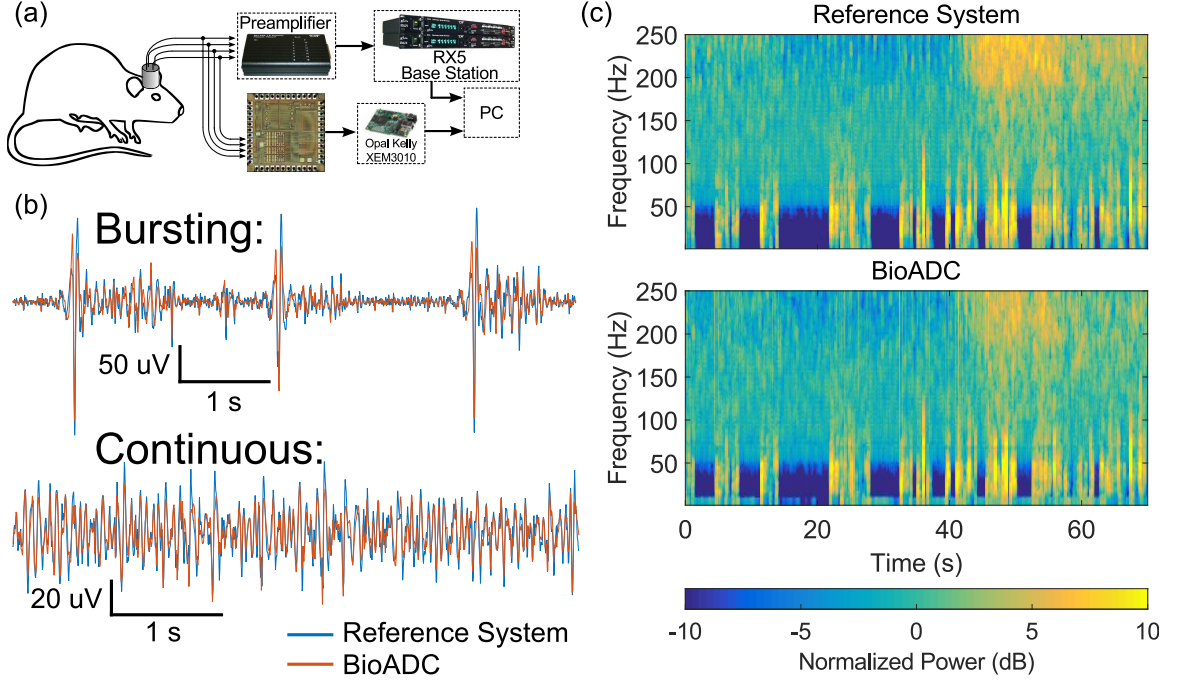 (a)
Preamplifier
RX5
Base Station
PC
Opal Kelly
XEM3010
(b)
Bursting:
50 uV
1 s
Continuous:
20 uV
1 s
Reference System
BioADC
(c)
Reference System
Frequency (Hz)
250
200
150
100
50
BioADC
Frequency (Hz)
250
200
150
100
50
0
20
40
60
Time (s)
-10
-5
0
5
10
Normalized Power (dB)